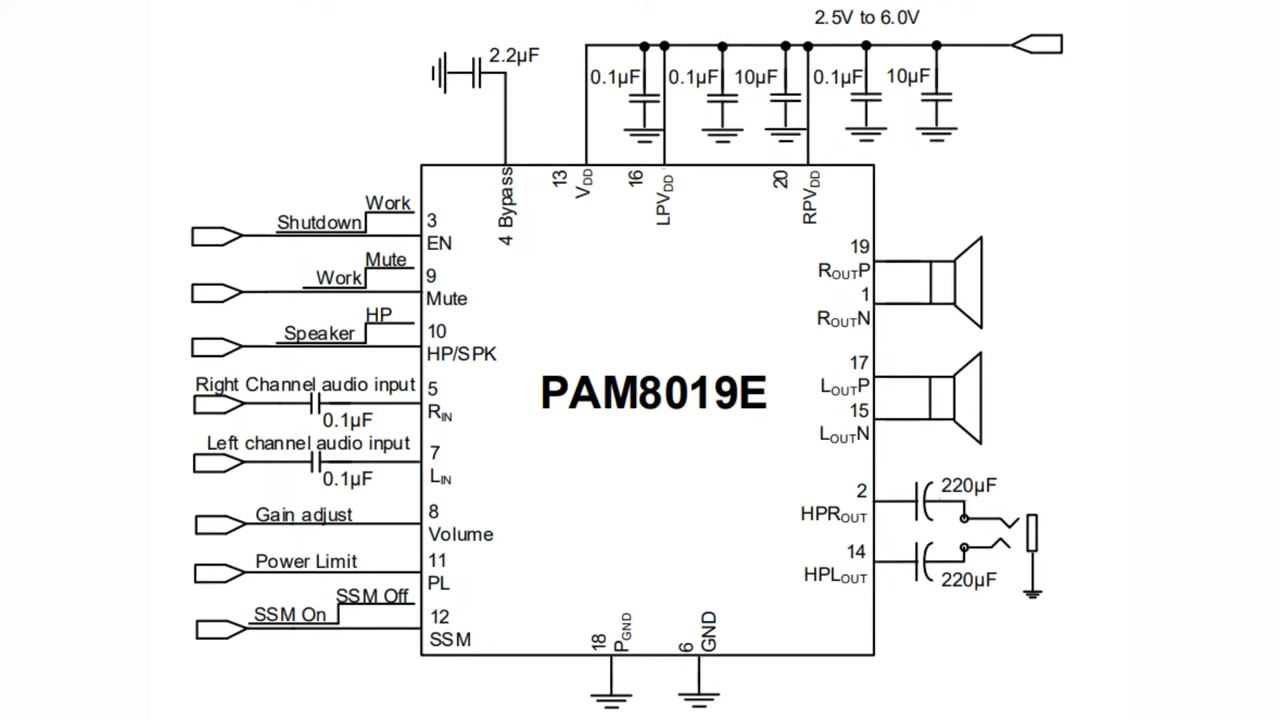 2.5V to 6.0V
2.2µF
0.1µF 0.1µF 10µF 0.1µF 10µF
4 Bypass
13 VDD
16 LPVDD
20 RPVDD
Work
Shutdown
3
EN
Mute
Work
9
Mute
HP
Speaker
10
HP/SPK
Right Channel audio input
0.1µF
5
RIN
Left channel audio input
0.1µF
7
LIN
Gain adjust
8
Volume
Power Limit
11
PL
SSM Off
SSM On
12
SSM
PAM8019E
19
ROUTP
1
ROUTN
17
LOUTP
15
LOUTN
2
HPROUT
220µF
14
HPLOUT
220µF
18 PGND
6 GND